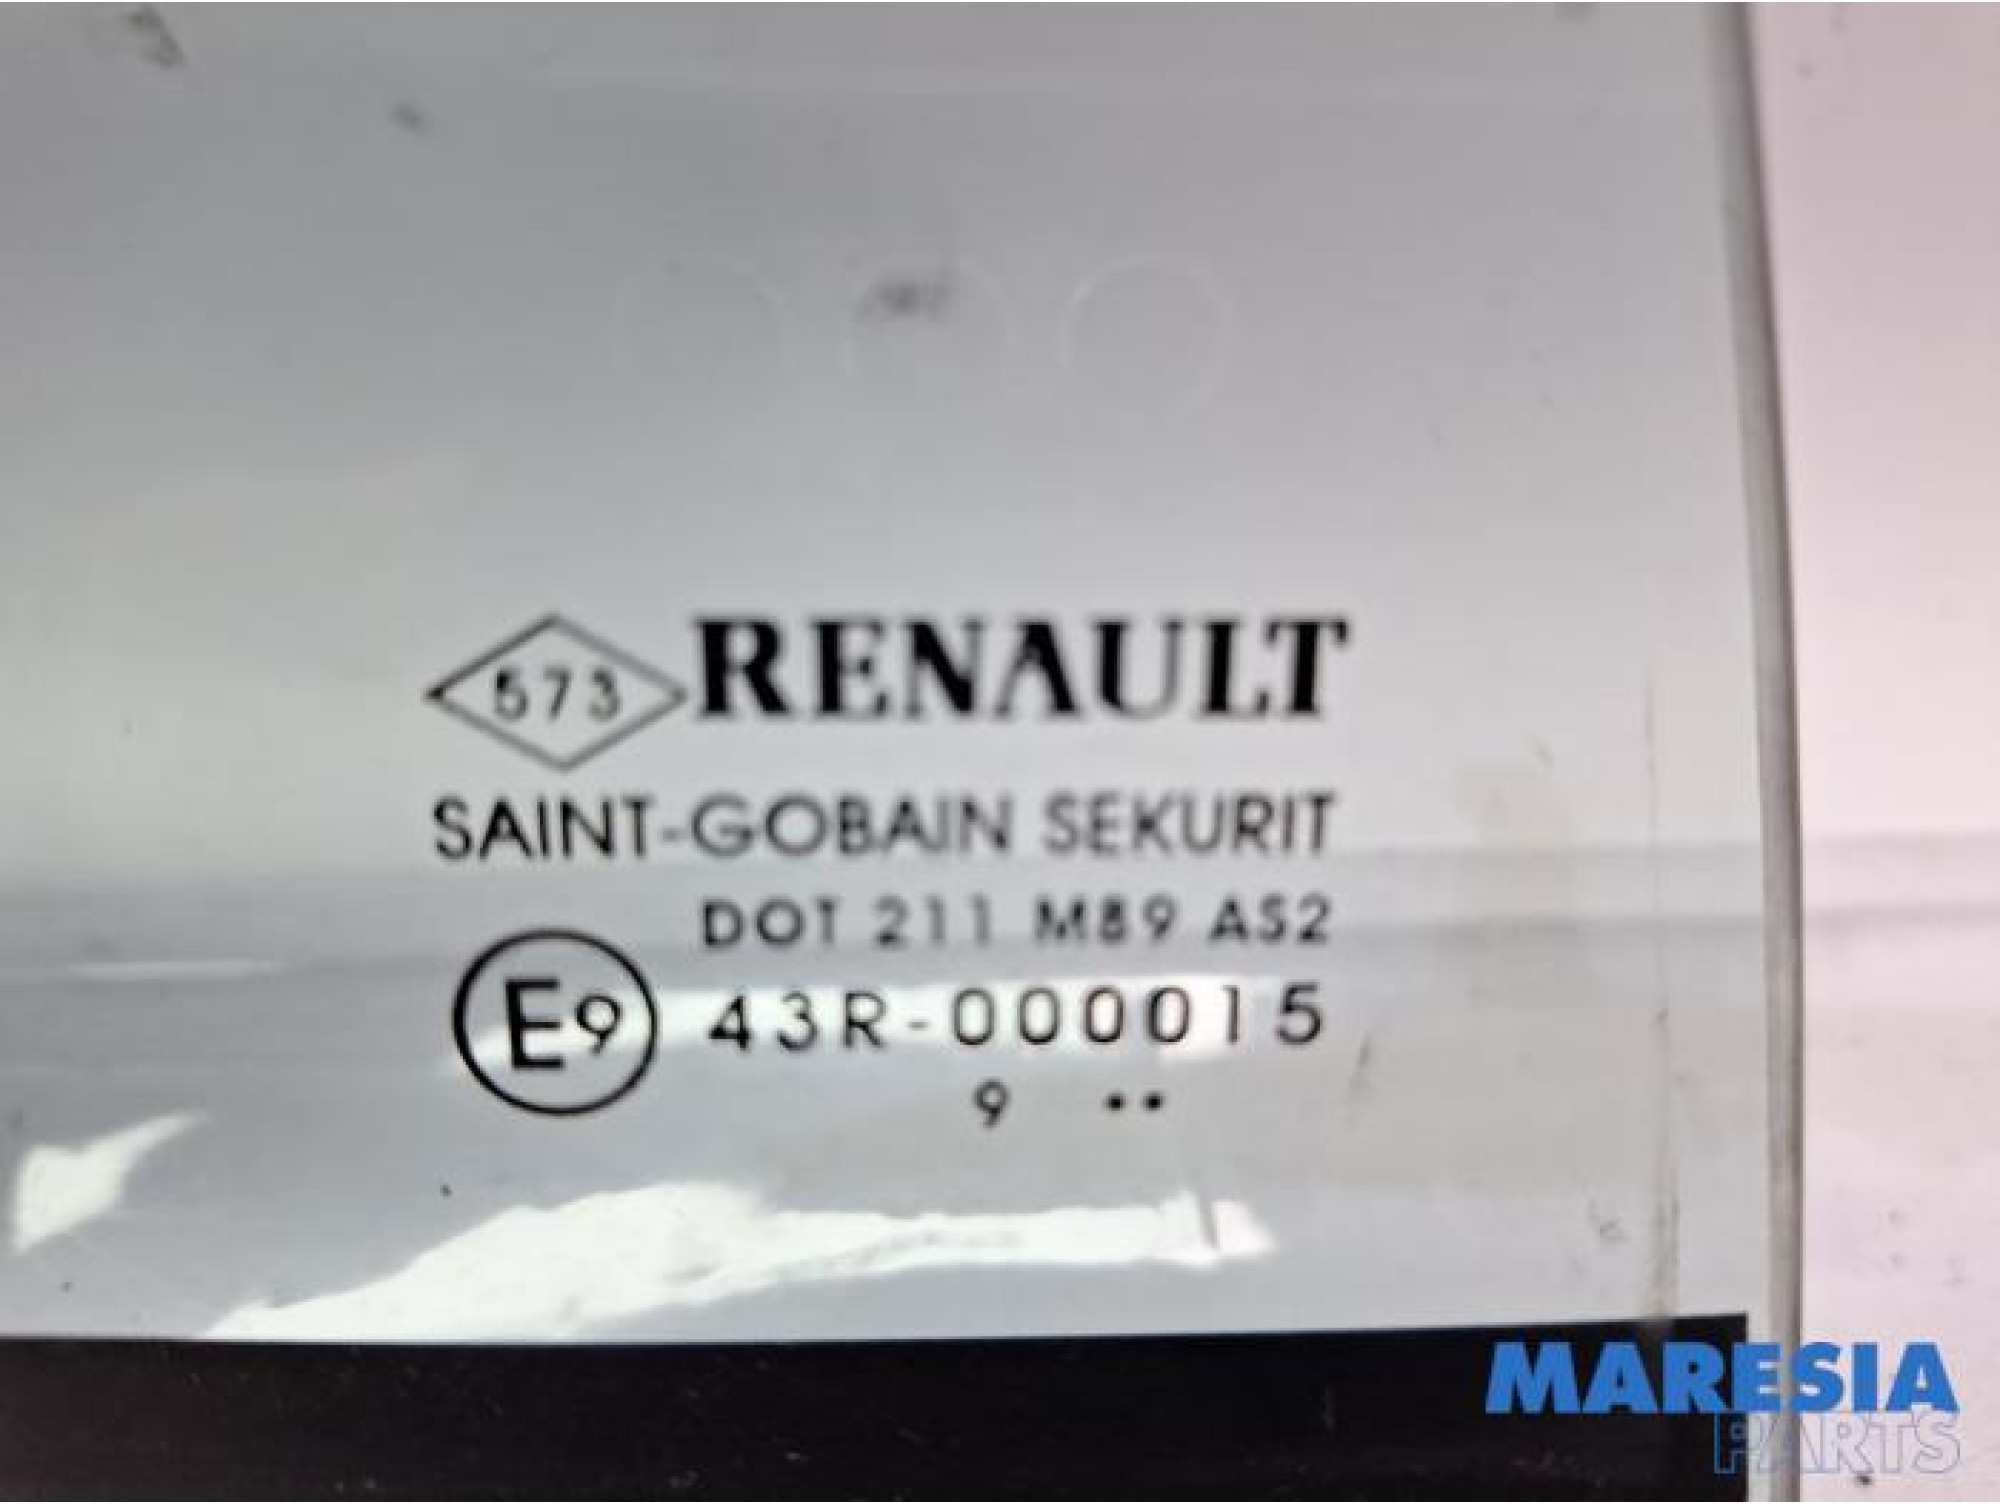 573 RENAULT
SAINT-GOBAIN SEKURIT
DOT 211 M89 AS2
E9 43R-000015
9 ••
MARESIA
PARTS